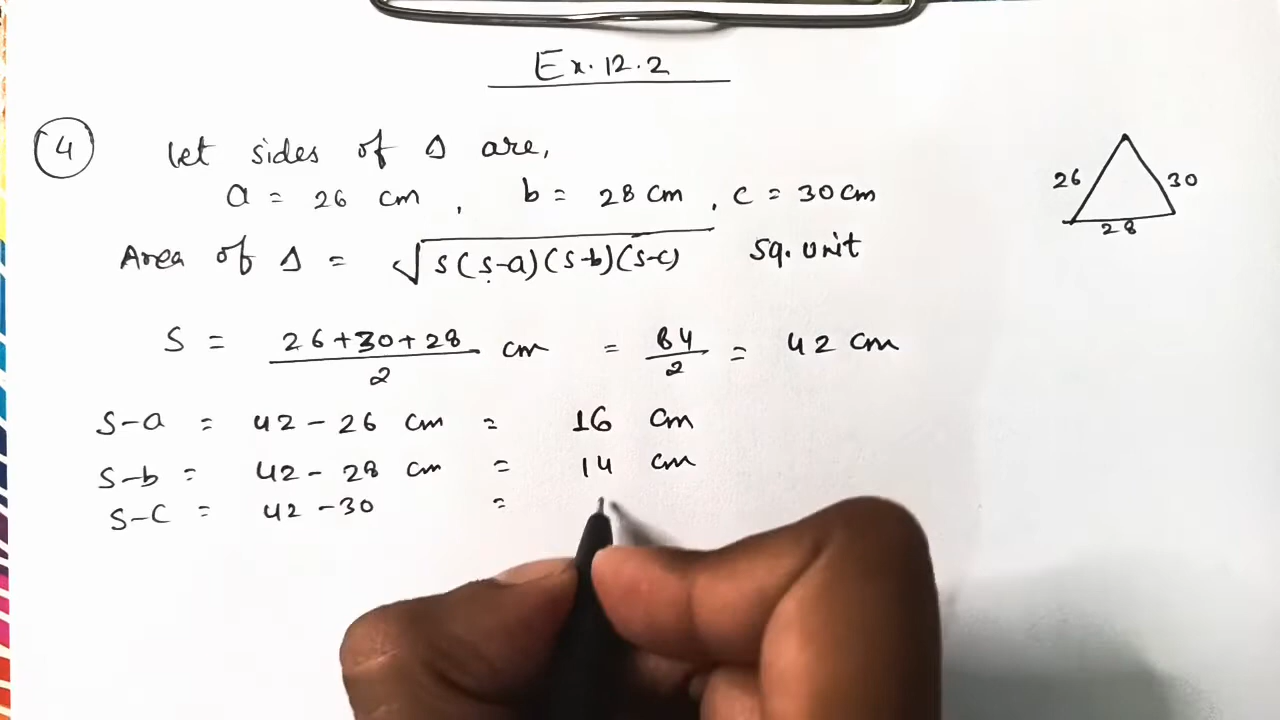 Ex. 12.2
4 Let sides of Δ are,
a = 26 cm , b = 28 cm , c = 30 cm
26 30
28
Area of Δ = √s(s-a)(s-b)(s-c) sq. unit
S = 26+30+28/2 cm = 84/2 = 42 cm
S-a = 42 - 26 cm = 16 cm
S-b = 42 - 28 cm = 14 cm
S-C = 42 - 30 =